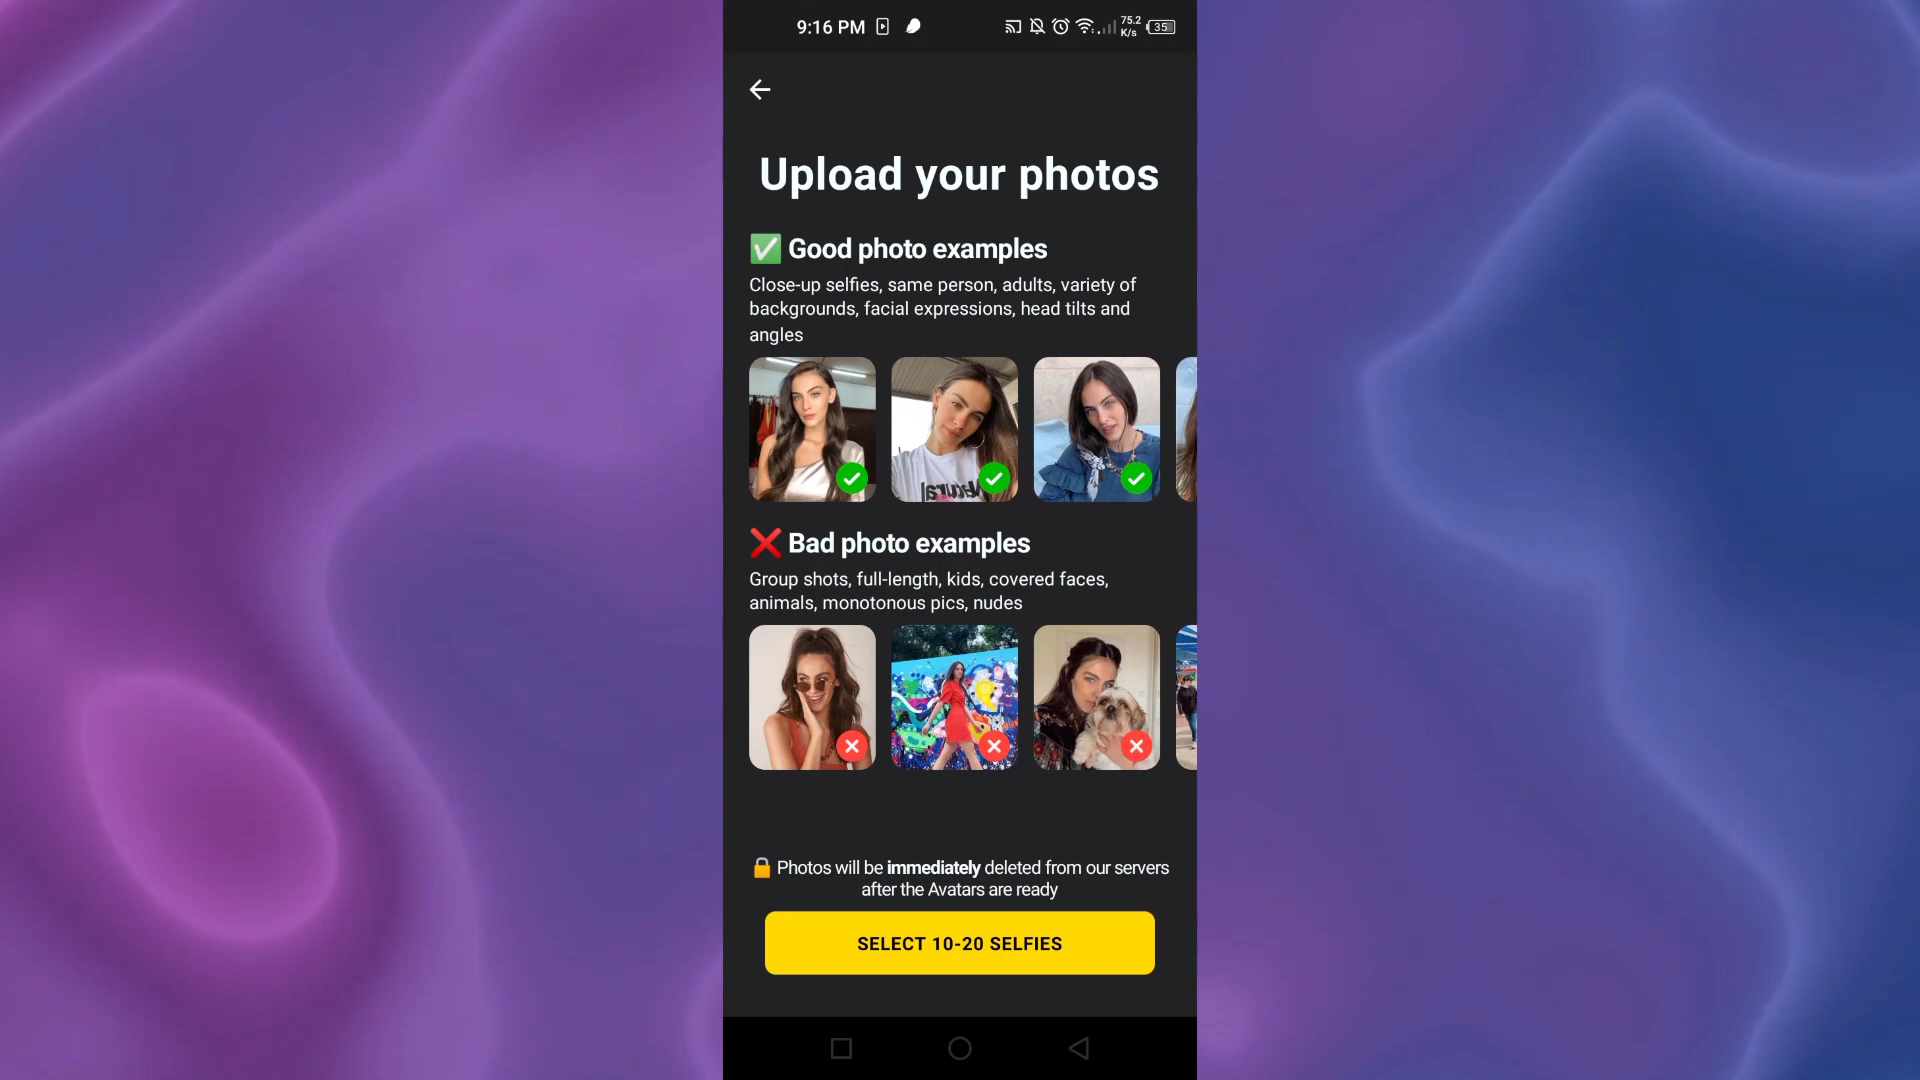 9:16 PM
75.2
K/s
35
Upload your photos
✅ Good photo examples
Close-up selfies, same person, adults, variety of
backgrounds, facial expressions, head tilts and
angles
❌ Bad photo examples
Group shots, full-length, kids, covered faces,
animals, monotonous pics, nudes
🔒 Photos will be immediately deleted from our servers
after the Avatars are ready
SELECT 10-20 SELFIES